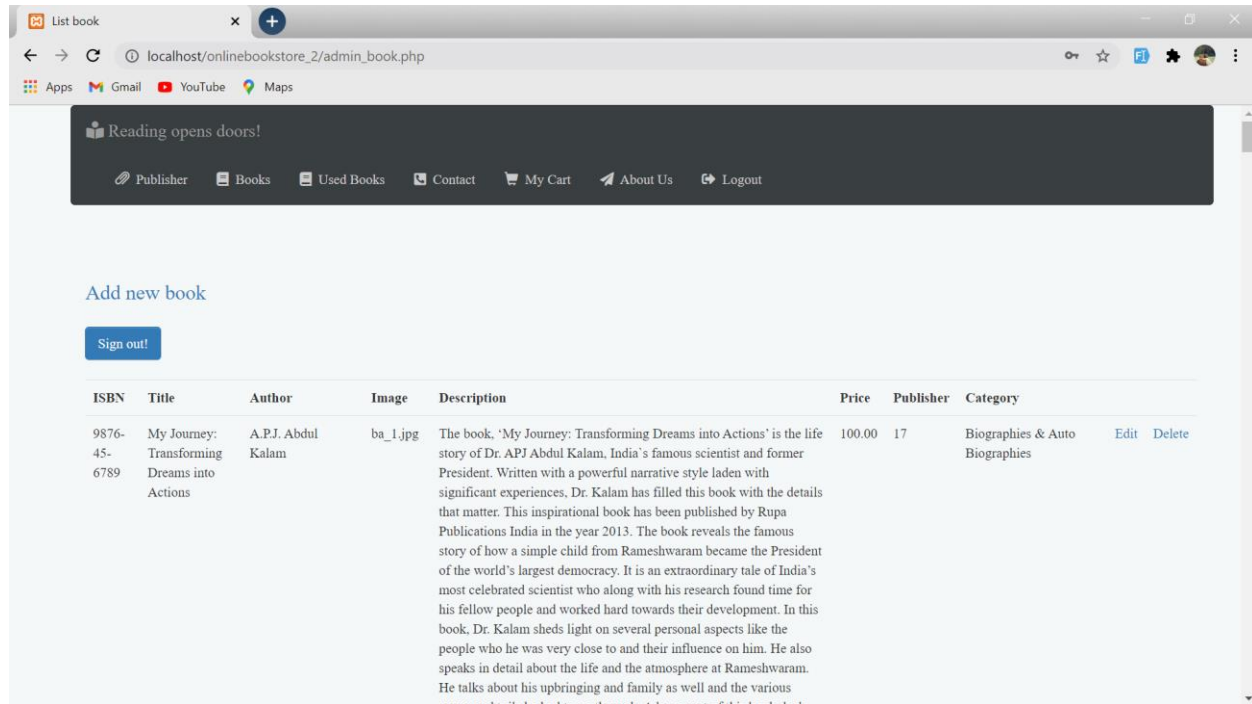 List book
localhost/onlinebookstore_2/admin_book.php
Apps Gmail YouTube Maps
Reading opens doors!
Publisher Books Used Books Contact My Cart About Us Logout
Add new book
Sign out!
ISBN Title Author Image Description Price Publisher Category
9876-
45-
6789
My Journey:
Transforming
Dreams into
Actions
A.P.J. Abdul
Kalam
ba_1.jpg
The book, ‘My Journey: Transforming Dreams into Actions’ is the life
story of Dr. APJ Abdul Kalam, India`s famous scientist and former
President. Written with a powerful narrative style laden with
significant experiences, Dr. Kalam has filled this book with the details
that matter. This inspirational book has been published by Rupa
Publications India in the year 2013. The book reveals the famous
story of how a simple child from Rameshwaram became the President
of the world’s largest democracy. It is an extraordinary tale of India’s
most celebrated scientist who along with his research found time for
his fellow people and worked hard towards their development. In this
book, Dr. Kalam sheds light on several personal aspects like the
people who he was very close to and their influence on him. He also
speaks in detail about the life and the atmosphere at Rameshwaram.
He talks about his upbringing and family as well and the various
100.00
17
Biographies & Auto
Biographies
Edit Delete